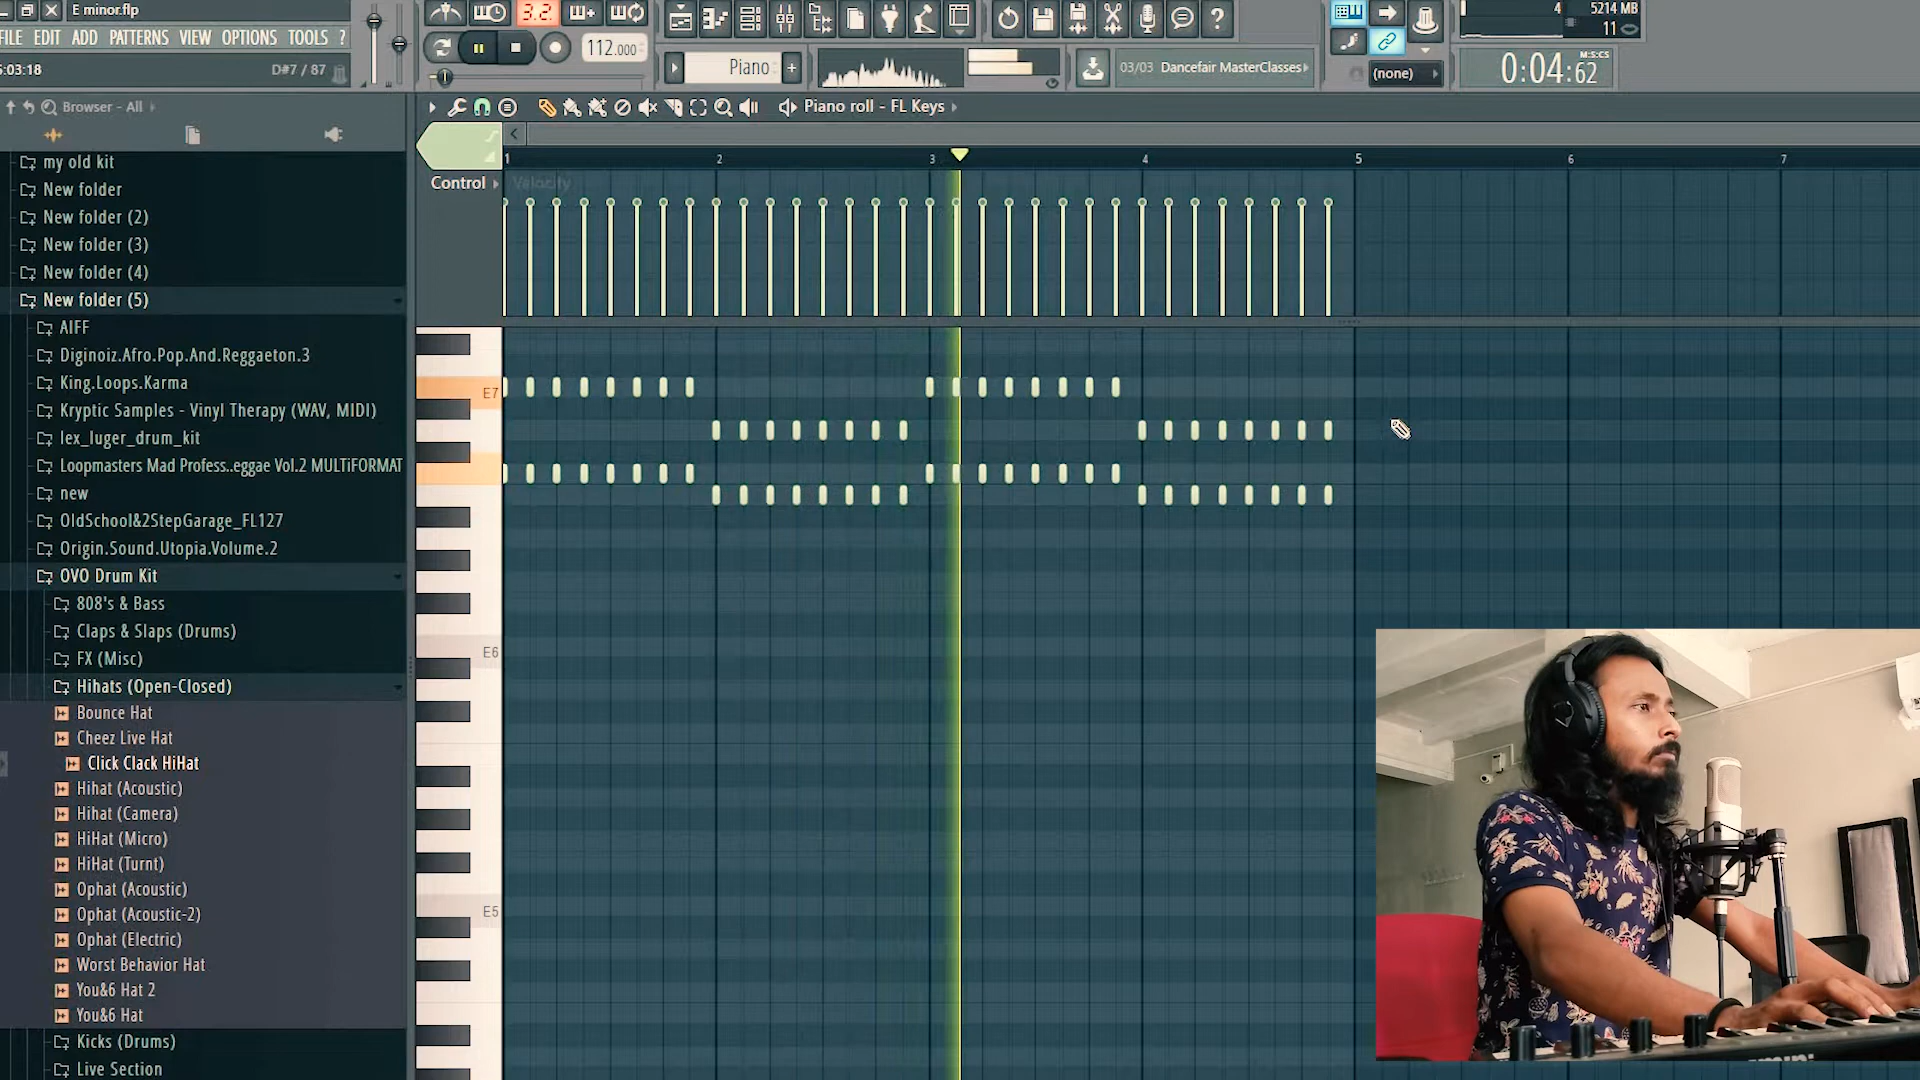 E minor.flp
FILE EDIT ADD PATTERNS VIEW OPTIONS TOOLS ?
5:03:18
D#7 / 87
3.2
112.000
Piano
03/03 Dancefair MasterClasses
(none)
4
5214 MB
11
M:S:CS
0:04:62
Browser - All
Piano roll - FL Keys
my old kit
New folder
New folder (2)
New folder (3)
New folder (4)
New folder (5)
AIFF
Diginoiz.Afro.Pop.And.Reggaeton.3
King.Loops.Karma
Kryptic Samples - Vinyl Therapy (WAV, MIDI)
lex_luger_drum_kit
Loopmasters Mad Profess..eggae Vol.2 MULTiFORMAT
new
OldSchool&2StepGarage_FL127
Origin.Sound.Utopia.Volume.2
OVO Drum Kit
808's & Bass
Claps & Slaps (Drums)
FX (Misc)
Hihats (Open-Closed)
Bounce Hat
Cheez Live Hat
Click Clack HiHat
Hihat (Acoustic)
Hihat (Camera)
HiHat (Micro)
HiHat (Turnt)
Ophat (Acoustic)
Ophat (Acoustic-2)
Ophat (Electric)
Worst Behavior Hat
You&6 Hat 2
You&6 Hat
Kicks (Drums)
Live Section
1 2 3 4 5 6 7
Control
Velocity
E7
E6
E5